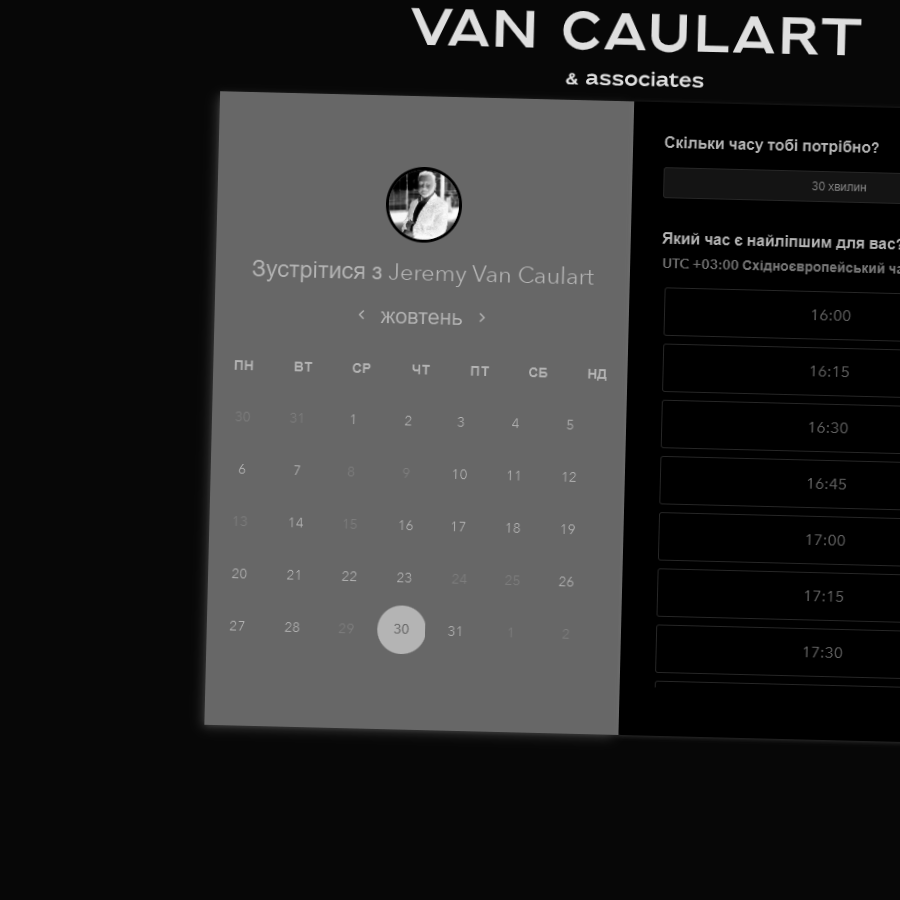 VAN CAULART
& associates
Зустрітися з Jeremy Van Caulart
жовтень
ПН ВТ СР ЧТ ПТ СБ НД
30 31 1 2 3 4 5
6 7 8 9 10 11 12
13 14 15 16 17 18 19
20 21 22 23 24 25 26
27 28 29 30 31 1 2
Скільки часу тобі потрібно?
30 хвилин
Який час є найліпшим для вас?
UTC +03:00 Східноєвропейський
16:00
16:15
16:30
16:45
17:00
17:15
17:30